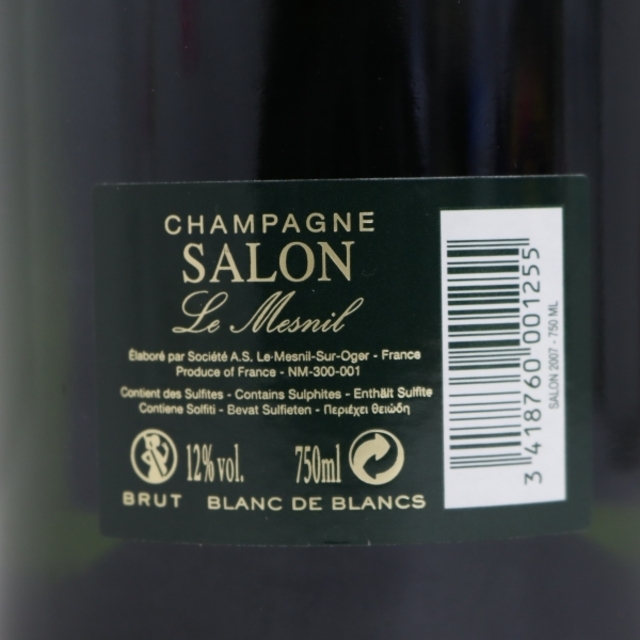 CHAMPAGNE
SALON
Le Mesnil
Élaboré par Société A.S. Le-Mesnil-Sur-Oger - France
Produce of France - NM-300-001
Contient des Sulfites - Contains Sulphites - Enthält Sulfite
Contiene Solfiti - Bevat Sulfieten - Περιέχει θειώδη
12% vol.
750ml
BRUT
BLANC DE BLANCS
3 418760 001255
SALON 2007 - 750 ML